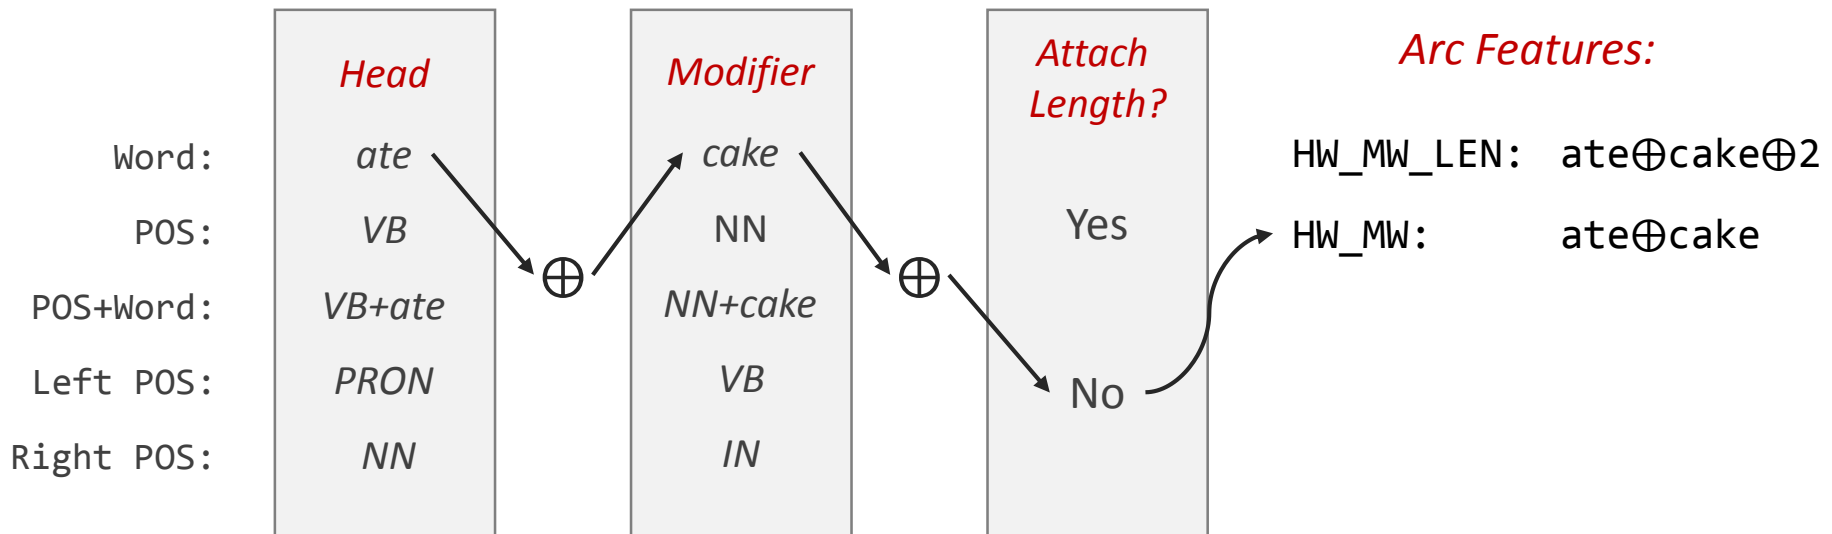 Head Modifier Attach Length? Arc Features:
Word: ate cake HW_MW_LEN: ate⊕cake⊕2
POS: VB NN Yes HW_MW: ate⊕cake
⊕ ⊕
POS+Word: VB+ate NN+cake
Left POS: PRON VB No
Right POS: NN IN